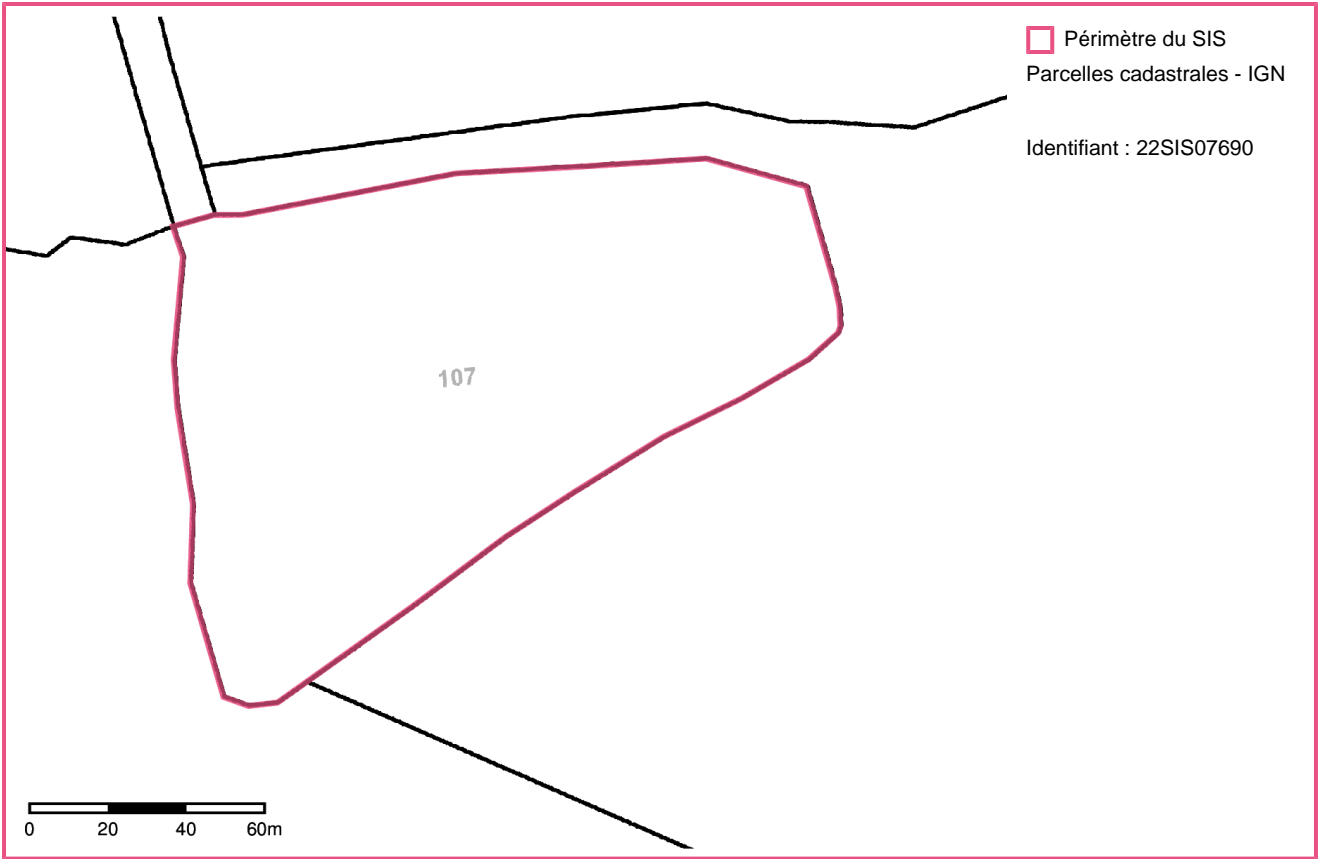 Périmètre du SIS
Parcelles cadastrales - IGN
Identifiant : 22SIS07690
107
0 20 40 60m